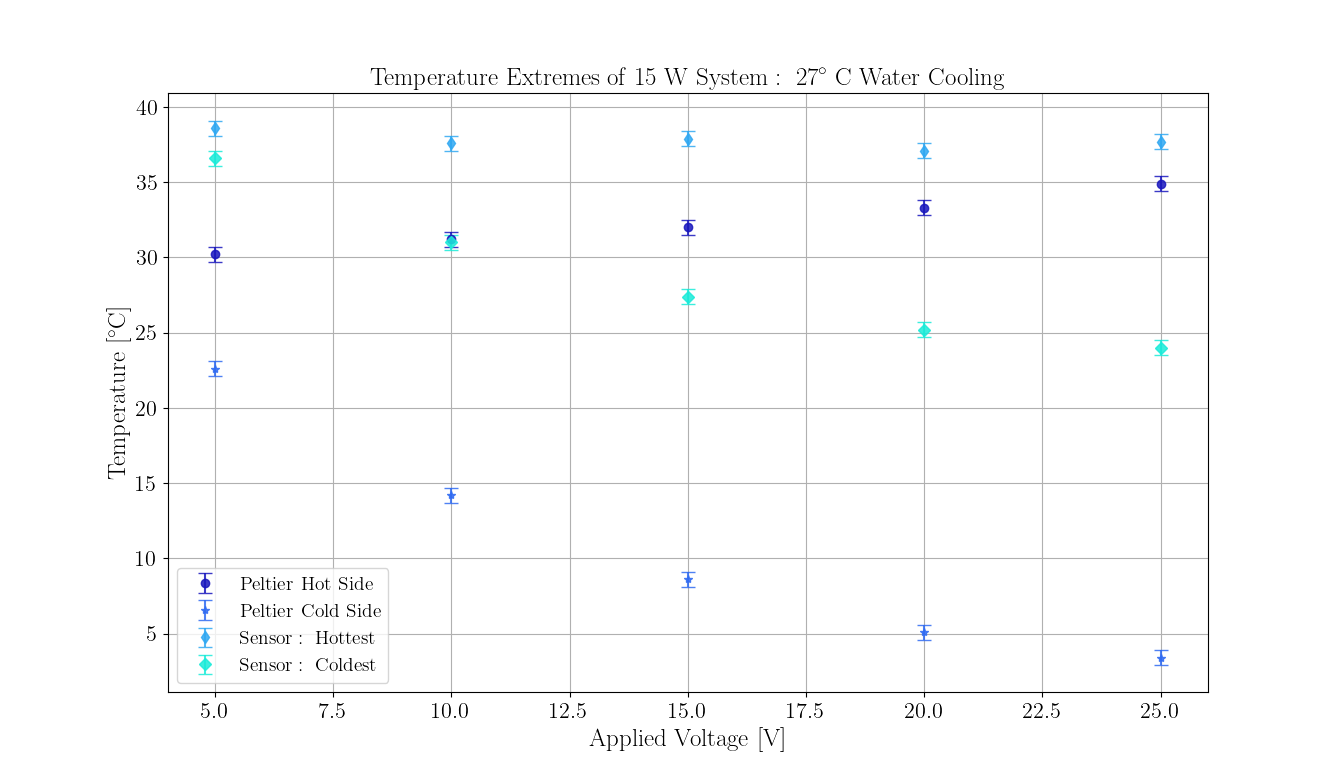 Temperature Extremes of 15 W System : 27° C Water Cooling
40
35
30
25
20
15
10
5
Temperature [°C]
Peltier Hot Side
Peltier Cold Side
Sensor : Hottest
Sensor : Coldest
5.0 7.5 10.0 12.5 15.0 17.5 20.0 22.5 25.0
Applied Voltage [V]